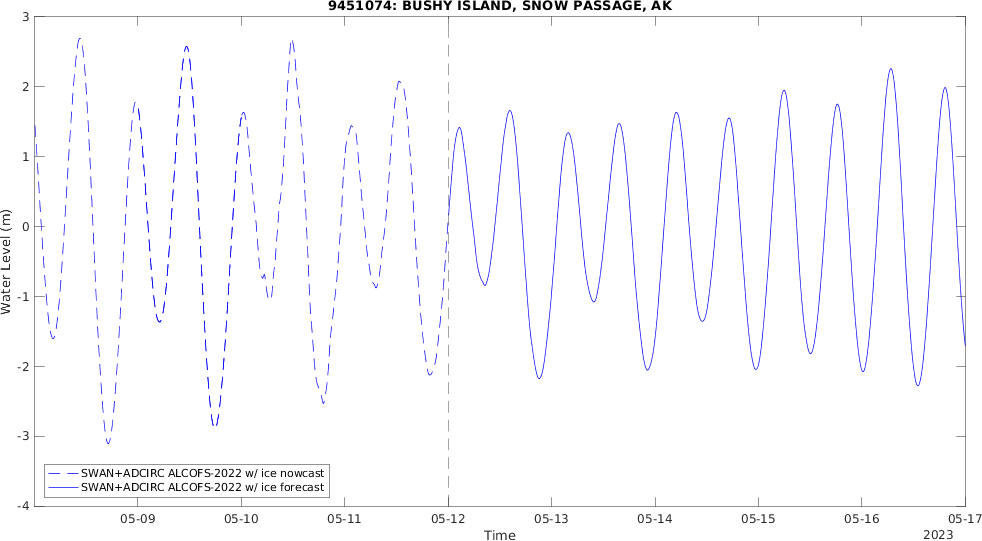 9451074: BUSHY ISLAND, SNOW PASSAGE, AK
3
2
1
0
-1
-2
-3
-4
Water Level (m)
SWAN+ADCIRC ALCOFS-2022 w/ ice nowcast
SWAN+ADCIRC ALCOFS-2022 w/ ice forecast
05-09 05-10 05-11 05-12 05-13 05-14 05-15 05-16 05-17
Time
2023